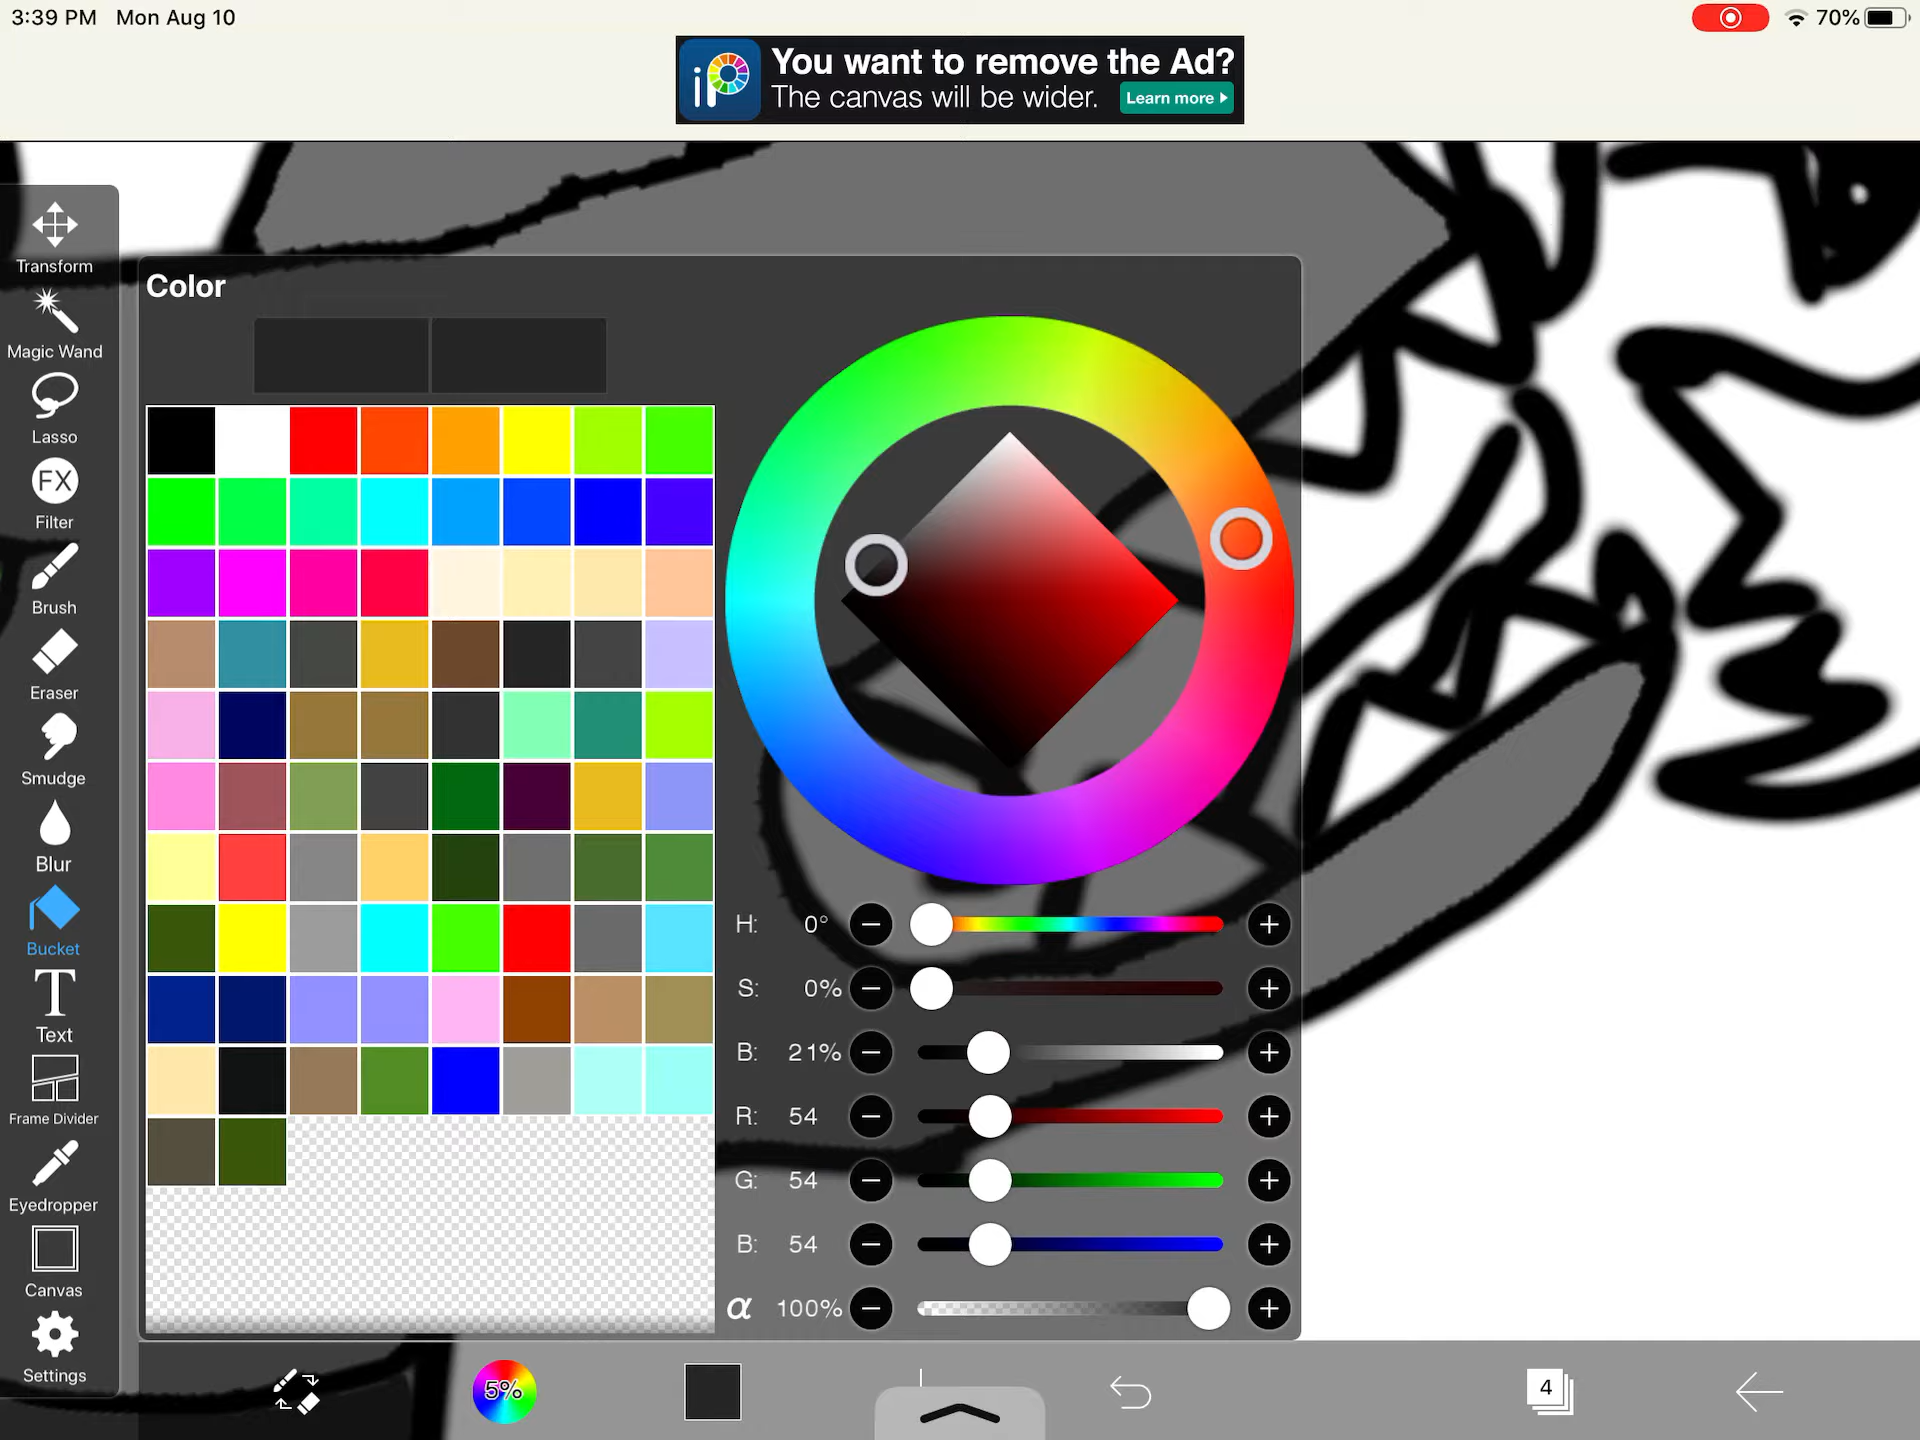 3:39 PM Mon Aug 10
70%
iP
You want to remove the Ad?
The canvas will be wider.
Learn more
Transform
Magic Wand
Lasso
FX
Filter
Brush
Eraser
Smudge
Blur
Bucket
T
Text
Frame Divider
Eyedropper
Canvas
Settings
Color
H: 0°
S: 0%
B: 21%
R: 54
G: 54
B: 54
α 100%
5%
4